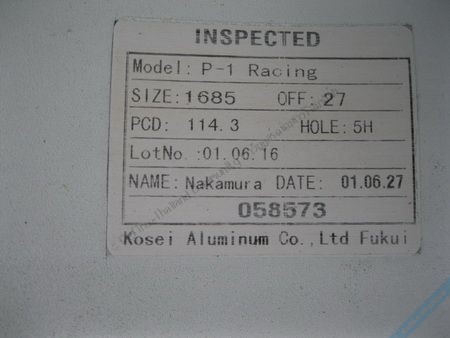 INSPECTED
Model: P-1 Racing
SIZE:1685 OFF: 27
PCD: 114.3 HOLE: 5H
LotNo.:01.06.16
NAME: Nakamura DATE: 01.06.27
058573
Kosei Aluminum Co.,Ltd Fukui